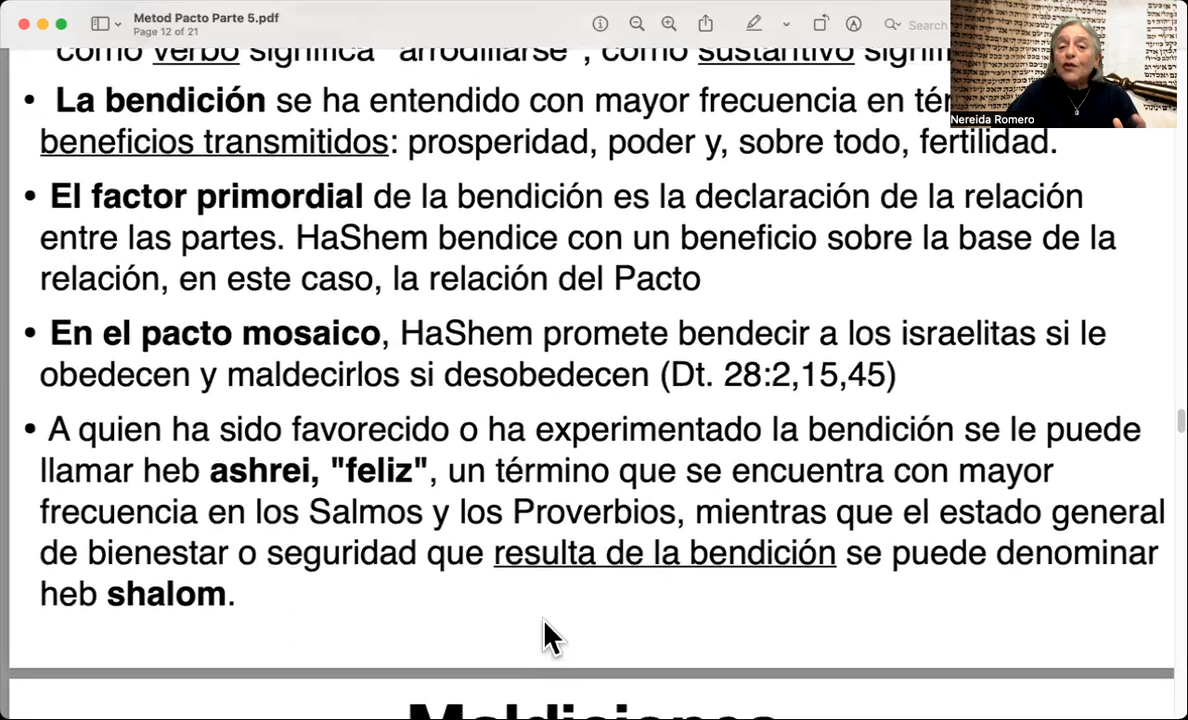 Metod Pacto Parte 5.pdf
Page 12 of 21
Search
Nereida Romero
como verbo significa "arrodillarse", como sustantivo
• La bendición se ha entendido con mayor frecuencia en
beneficios transmitidos: prosperidad, poder y, sobre todo, fertilidad.
• El factor primordial de la bendición es la declaración de la relación
entre las partes. HaShem bendice con un beneficio sobre la base de la
relación, en este caso, la relación del Pacto
• En el pacto mosaico, HaShem promete bendecir a los israelitas si le
obedecen y maldecirlos si desobedecen (Dt. 28:2,15,45)
• A quien ha sido favorecido o ha experimentado la bendición se le puede
llamar heb ashrei, "feliz", un término que se encuentra con mayor
frecuencia en los Salmos y los Proverbios, mientras que el estado general
de bienestar o seguridad que resulta de la bendición se puede denominar
heb shalom.
Maldiciones